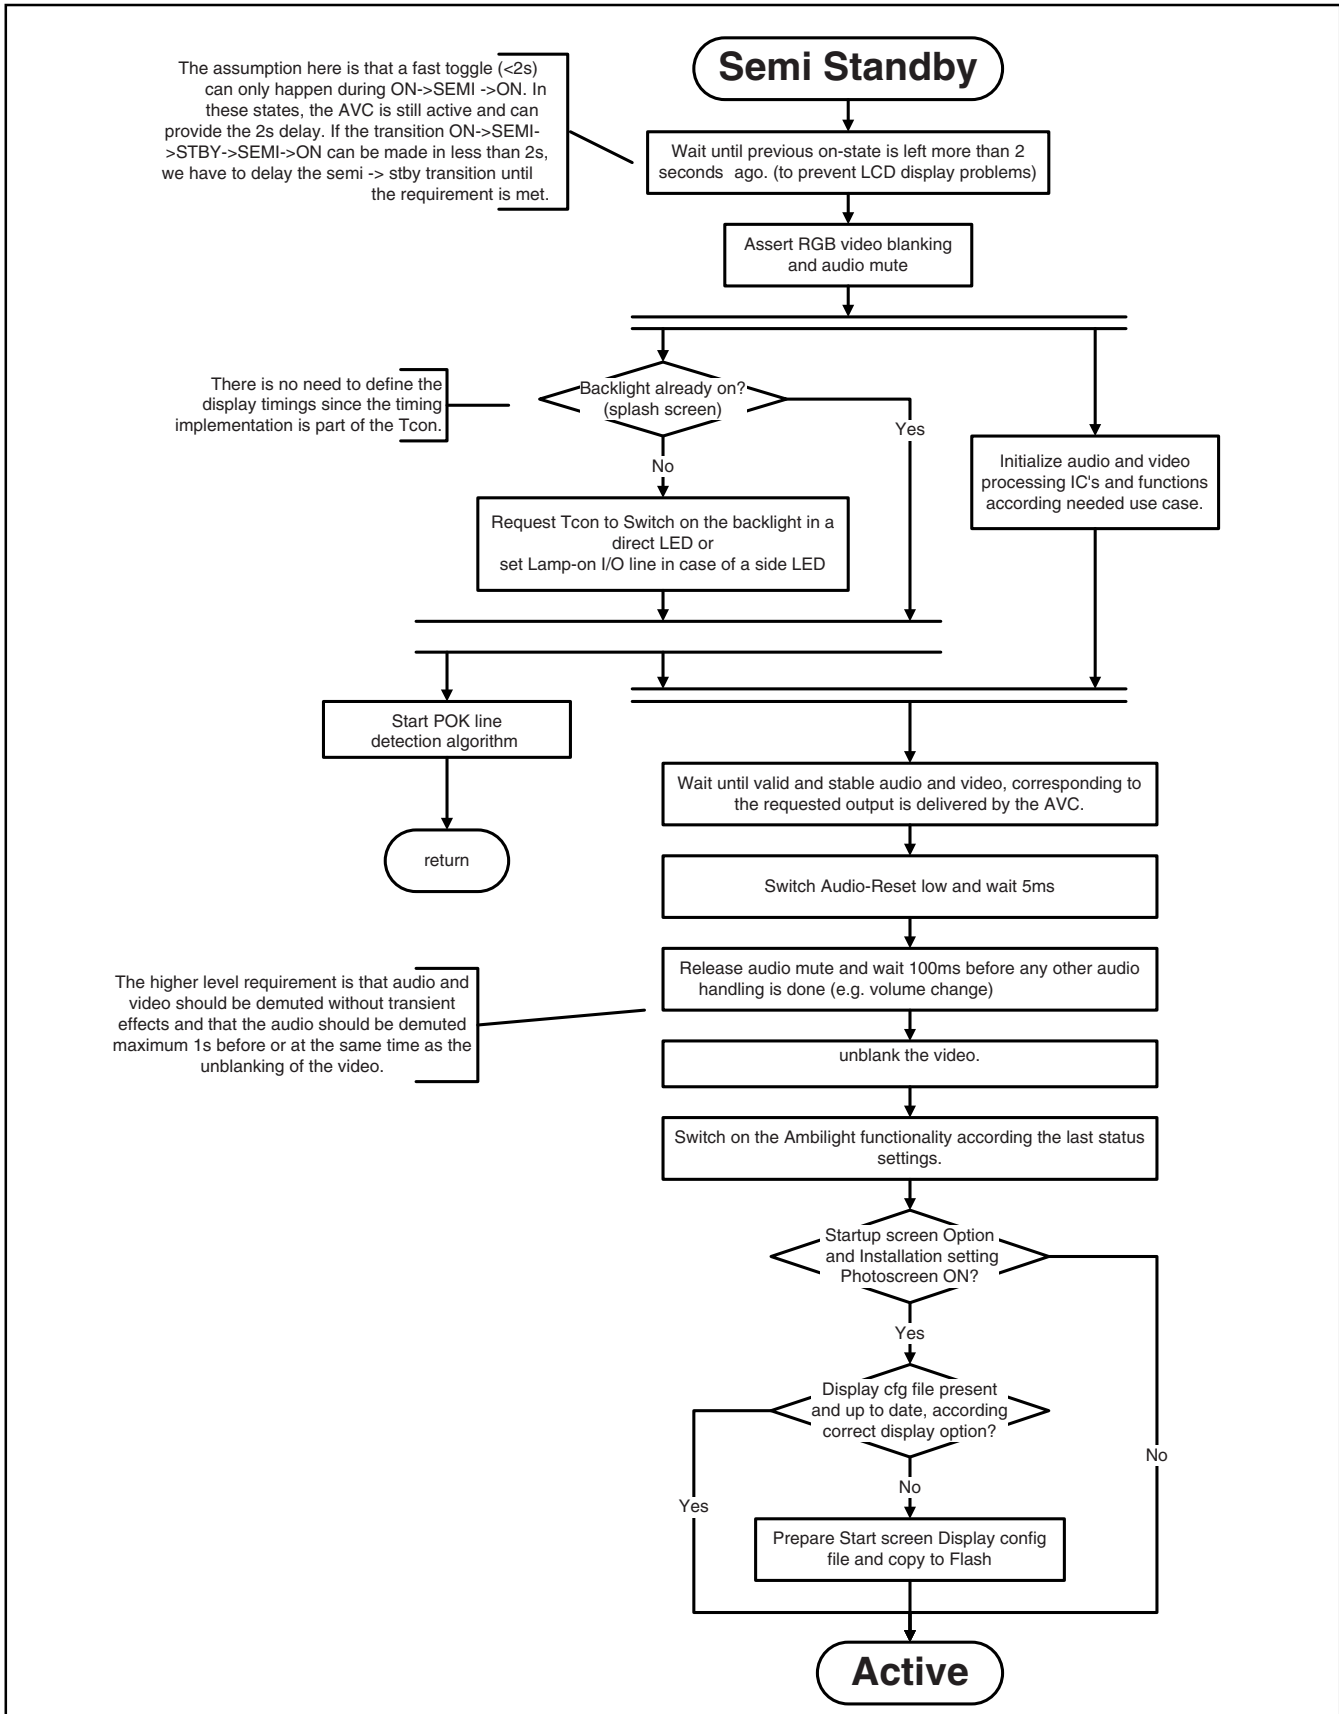 Semi Standby
The assumption here is that a fast toggle (<2s)
can only happen during ON->SEMI ->ON. In
these states, the AVC is still active and can
provide the 2s delay. If the transition ON->SEMI-
>STBY->SEMI->ON can be made in less than 2s,
we have to delay the semi -> stby transition until
the requirement is met.
Wait until previous on-state is left more than 2
seconds ago. (to prevent LCD display problems)
Assert RGB video blanking
and audio mute
There is no need to define the
display timings since the timing
implementation is part of the Tcon.
Backlight already on?
(splash screen)
Yes
No
Initialize audio and video
processing IC's and functions
according needed use case.
Request Tcon to Switch on the backlight in a
direct LED or
set Lamp-on I/O line in case of a side LED
Start POK line
detection algorithm
return
Wait until valid and stable audio and video, corresponding to
the requested output is delivered by the AVC.
Switch Audio-Reset low and wait 5ms
The higher level requirement is that audio and
video should be demuted without transient
effects and that the audio should be demuted
maximum 1s before or at the same time as the
unblanking of the video.
Release audio mute and wait 100ms before any other audio
handling is done (e.g. volume change)
unblank the video.
Switch on the Ambilight functionality according the last status
settings.
Startup screen Option
and Installation setting
Photoscreen ON?
Yes
Display cfg file present
and up to date, according
correct display option?
No
No
Yes
Prepare Start screen Display config
file and copy to Flash
Active